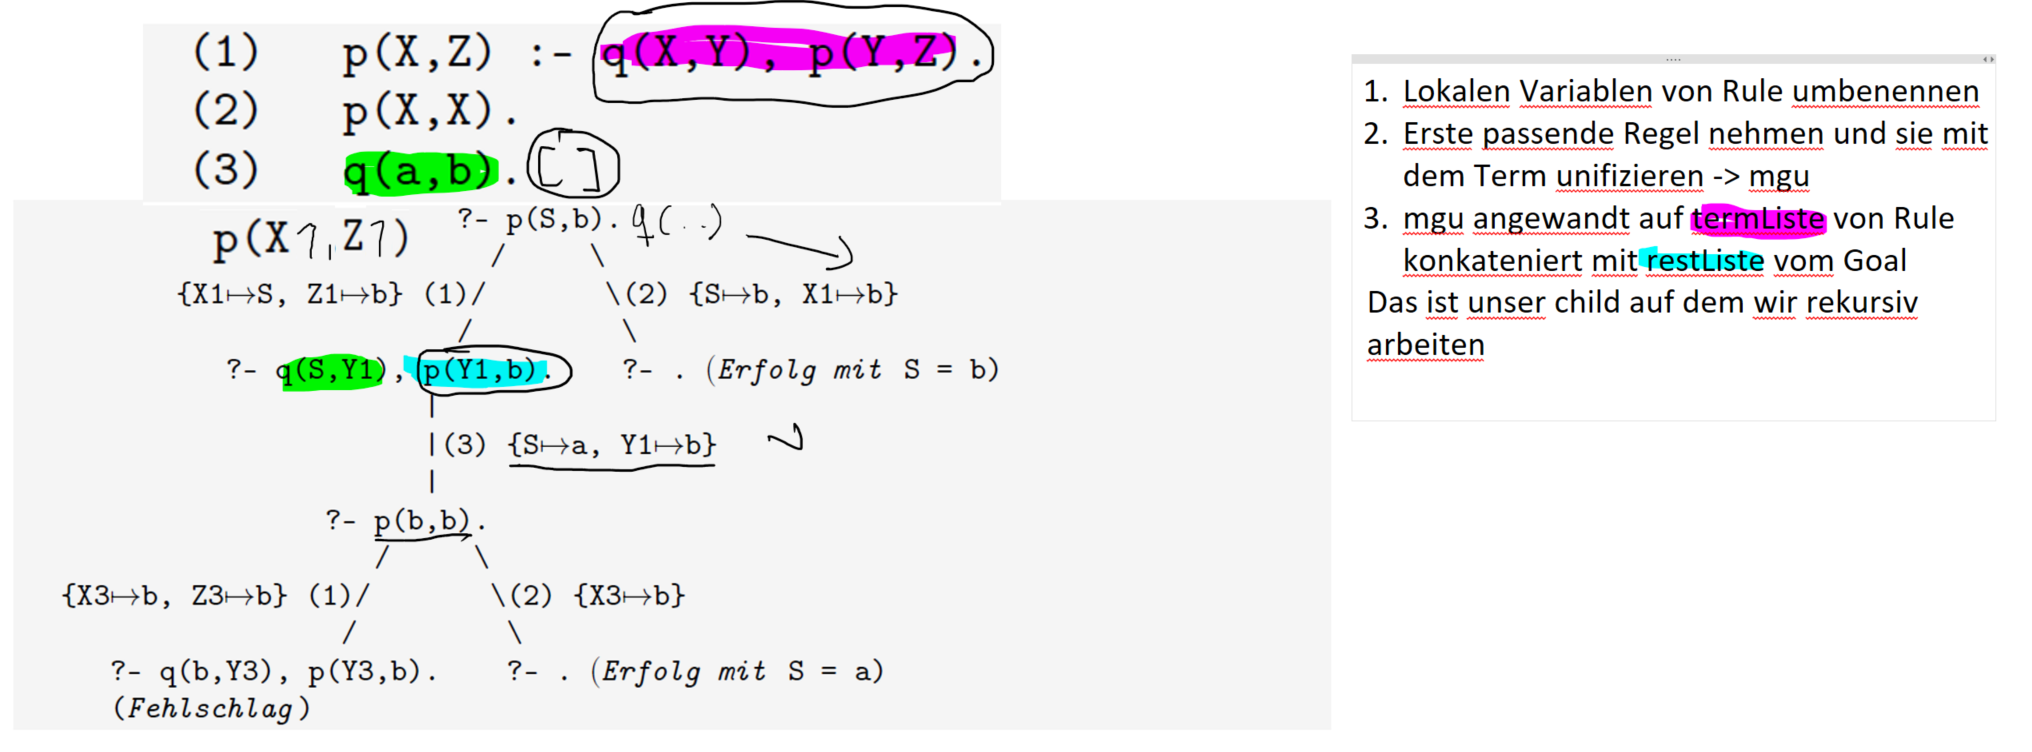 (1) p(X,Z) :- q(X,Y), p(Y,Z).
(2) p(X,X).
(3) q(a,b). []
p(X1,Z1) ?- p(S,b). q(..)
/ \
{X1↦S, Z1↦b} (1)/ \(2) {S↦b, X1↦b}
/ \
?- q(S,Y1), p(Y1,b). ?- . (Erfolg mit S = b)
|
|(3) {S↦a, Y1↦b}
|
?- p(b,b).
/ \
{X3↦b, Z3↦b} (1)/ \(2) {X3↦b}
/ \
?- q(b,Y3), p(Y3,b). ?- . (Erfolg mit S = a)
(Fehlschlag)
1. Lokalen Variablen von Rule umbenennen
2. Erste passende Regel nehmen und sie mit
dem Term unifizieren -> mgu
3. mgu angewandt auf termListe von Rule
konkateniert mit restListe vom Goal
Das ist unser child auf dem wir rekursiv
arbeiten